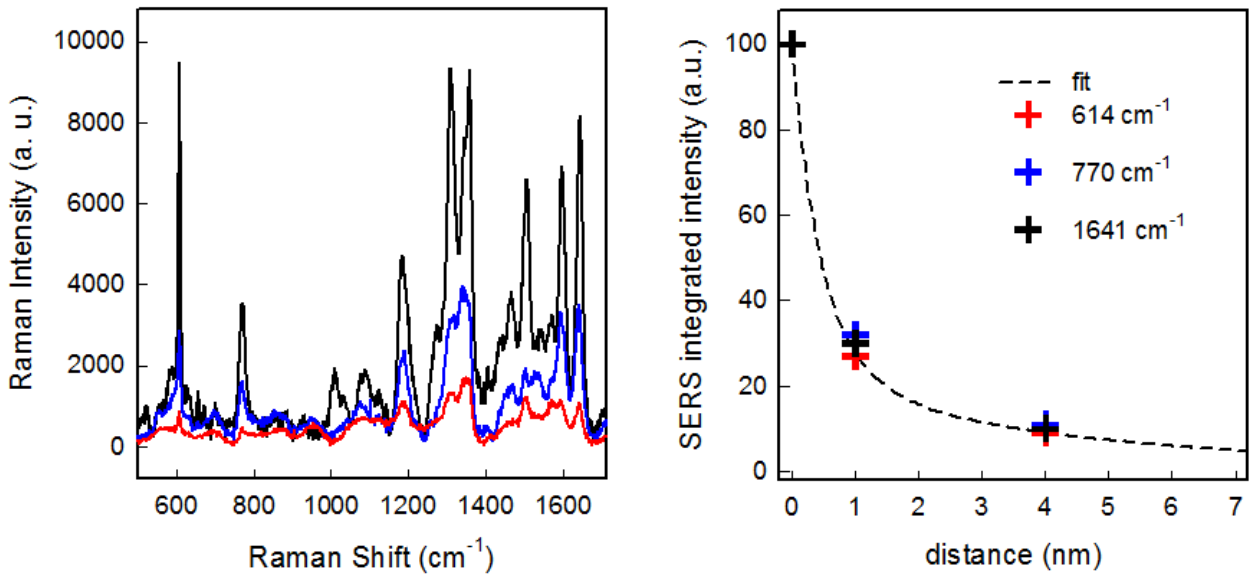 Raman Intensity (a. u.)
10000
8000
6000
4000
2000
0
600 800 1000 1200 1400 1600
Raman Shift (cm⁻¹)
SERS integrated intensity (a.u.)
100
80
60
40
20
0
fit
614 cm⁻¹
770 cm⁻¹
1641 cm⁻¹
0 1 2 3 4 5 6 7
distance (nm)